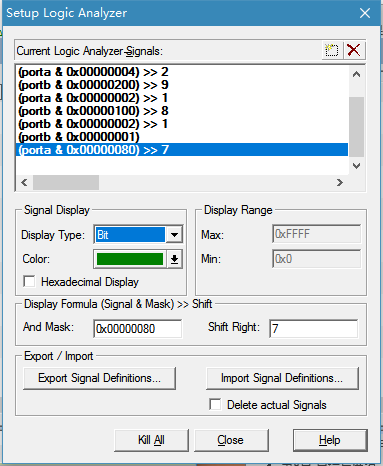 Setup Logic Analyzer
Current Logic Analyzer Signals:
(porta & 0x00000004) >> 2
(portb & 0x00000200) >> 9
(porta & 0x00000002) >> 1
(portb & 0x00000100) >> 8
(portb & 0x00000002) >> 1
(portb & 0x00000001)
(porta & 0x00000080) >> 7
Signal Display
Display Type: Bit
Color:
Hexadecimal Display
Display Range
Max: 0xFFFF
Min: 0x0
Display Formula (Signal & Mask) >> Shift
And Mask: 0x00000080 Shift Right: 7
Export / Import
Export Signal Definitions... Import Signal Definitions...
Delete actual Signals
Kill All Close Help